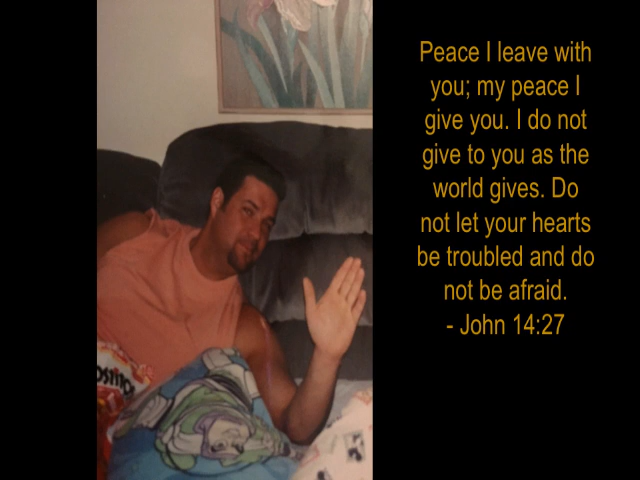 Peace I leave with
you; my peace I
give you. I do not
give to you as the
world gives. Do
not let your hearts
be troubled and do
not be afraid.
- John 14:27
OSTITOS